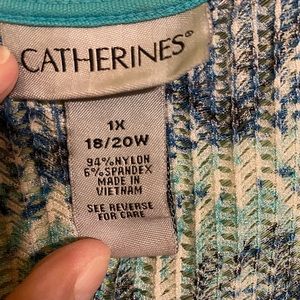 CATHERINES®
1X
18/20W
94%NYLON
6%SPANDEX
MADE IN
VIETNAM
SEE REVERSE
FOR CARE